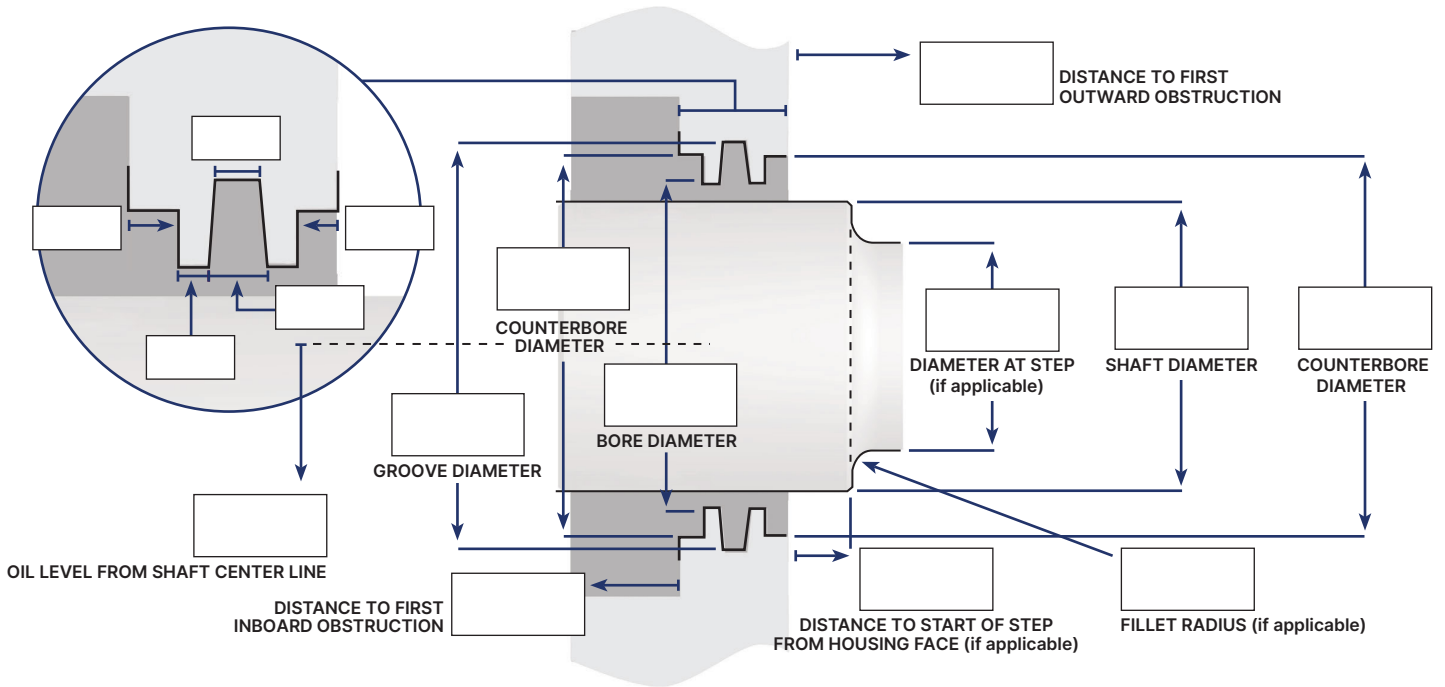 DISTANCE TO FIRST
OUTWARD OBSTRUCTION
COUNTERBORE
DIAMETER
DIAMETER AT STEP
(if applicable)
SHAFT DIAMETER
COUNTERBORE
DIAMETER
BORE DIAMETER
GROOVE DIAMETER
OIL LEVEL FROM SHAFT CENTER LINE
DISTANCE TO FIRST
INBOARD OBSTRUCTION
DISTANCE TO START OF STEP
FROM HOUSING FACE (if applicable)
FILLET RADIUS (if applicable)